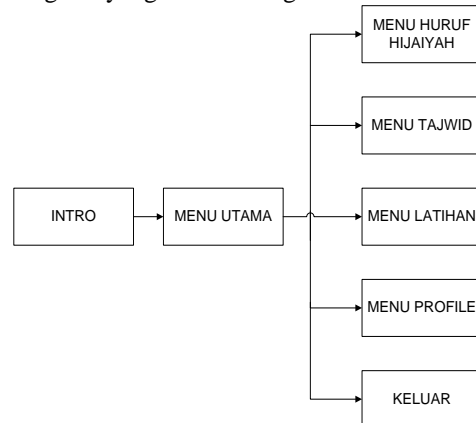 MENU HURUF
HIJAIYAH
MENU TAJWID
INTRO
MENU UTAMA
MENU LATIHAN
MENU PROFILE
KELUAR